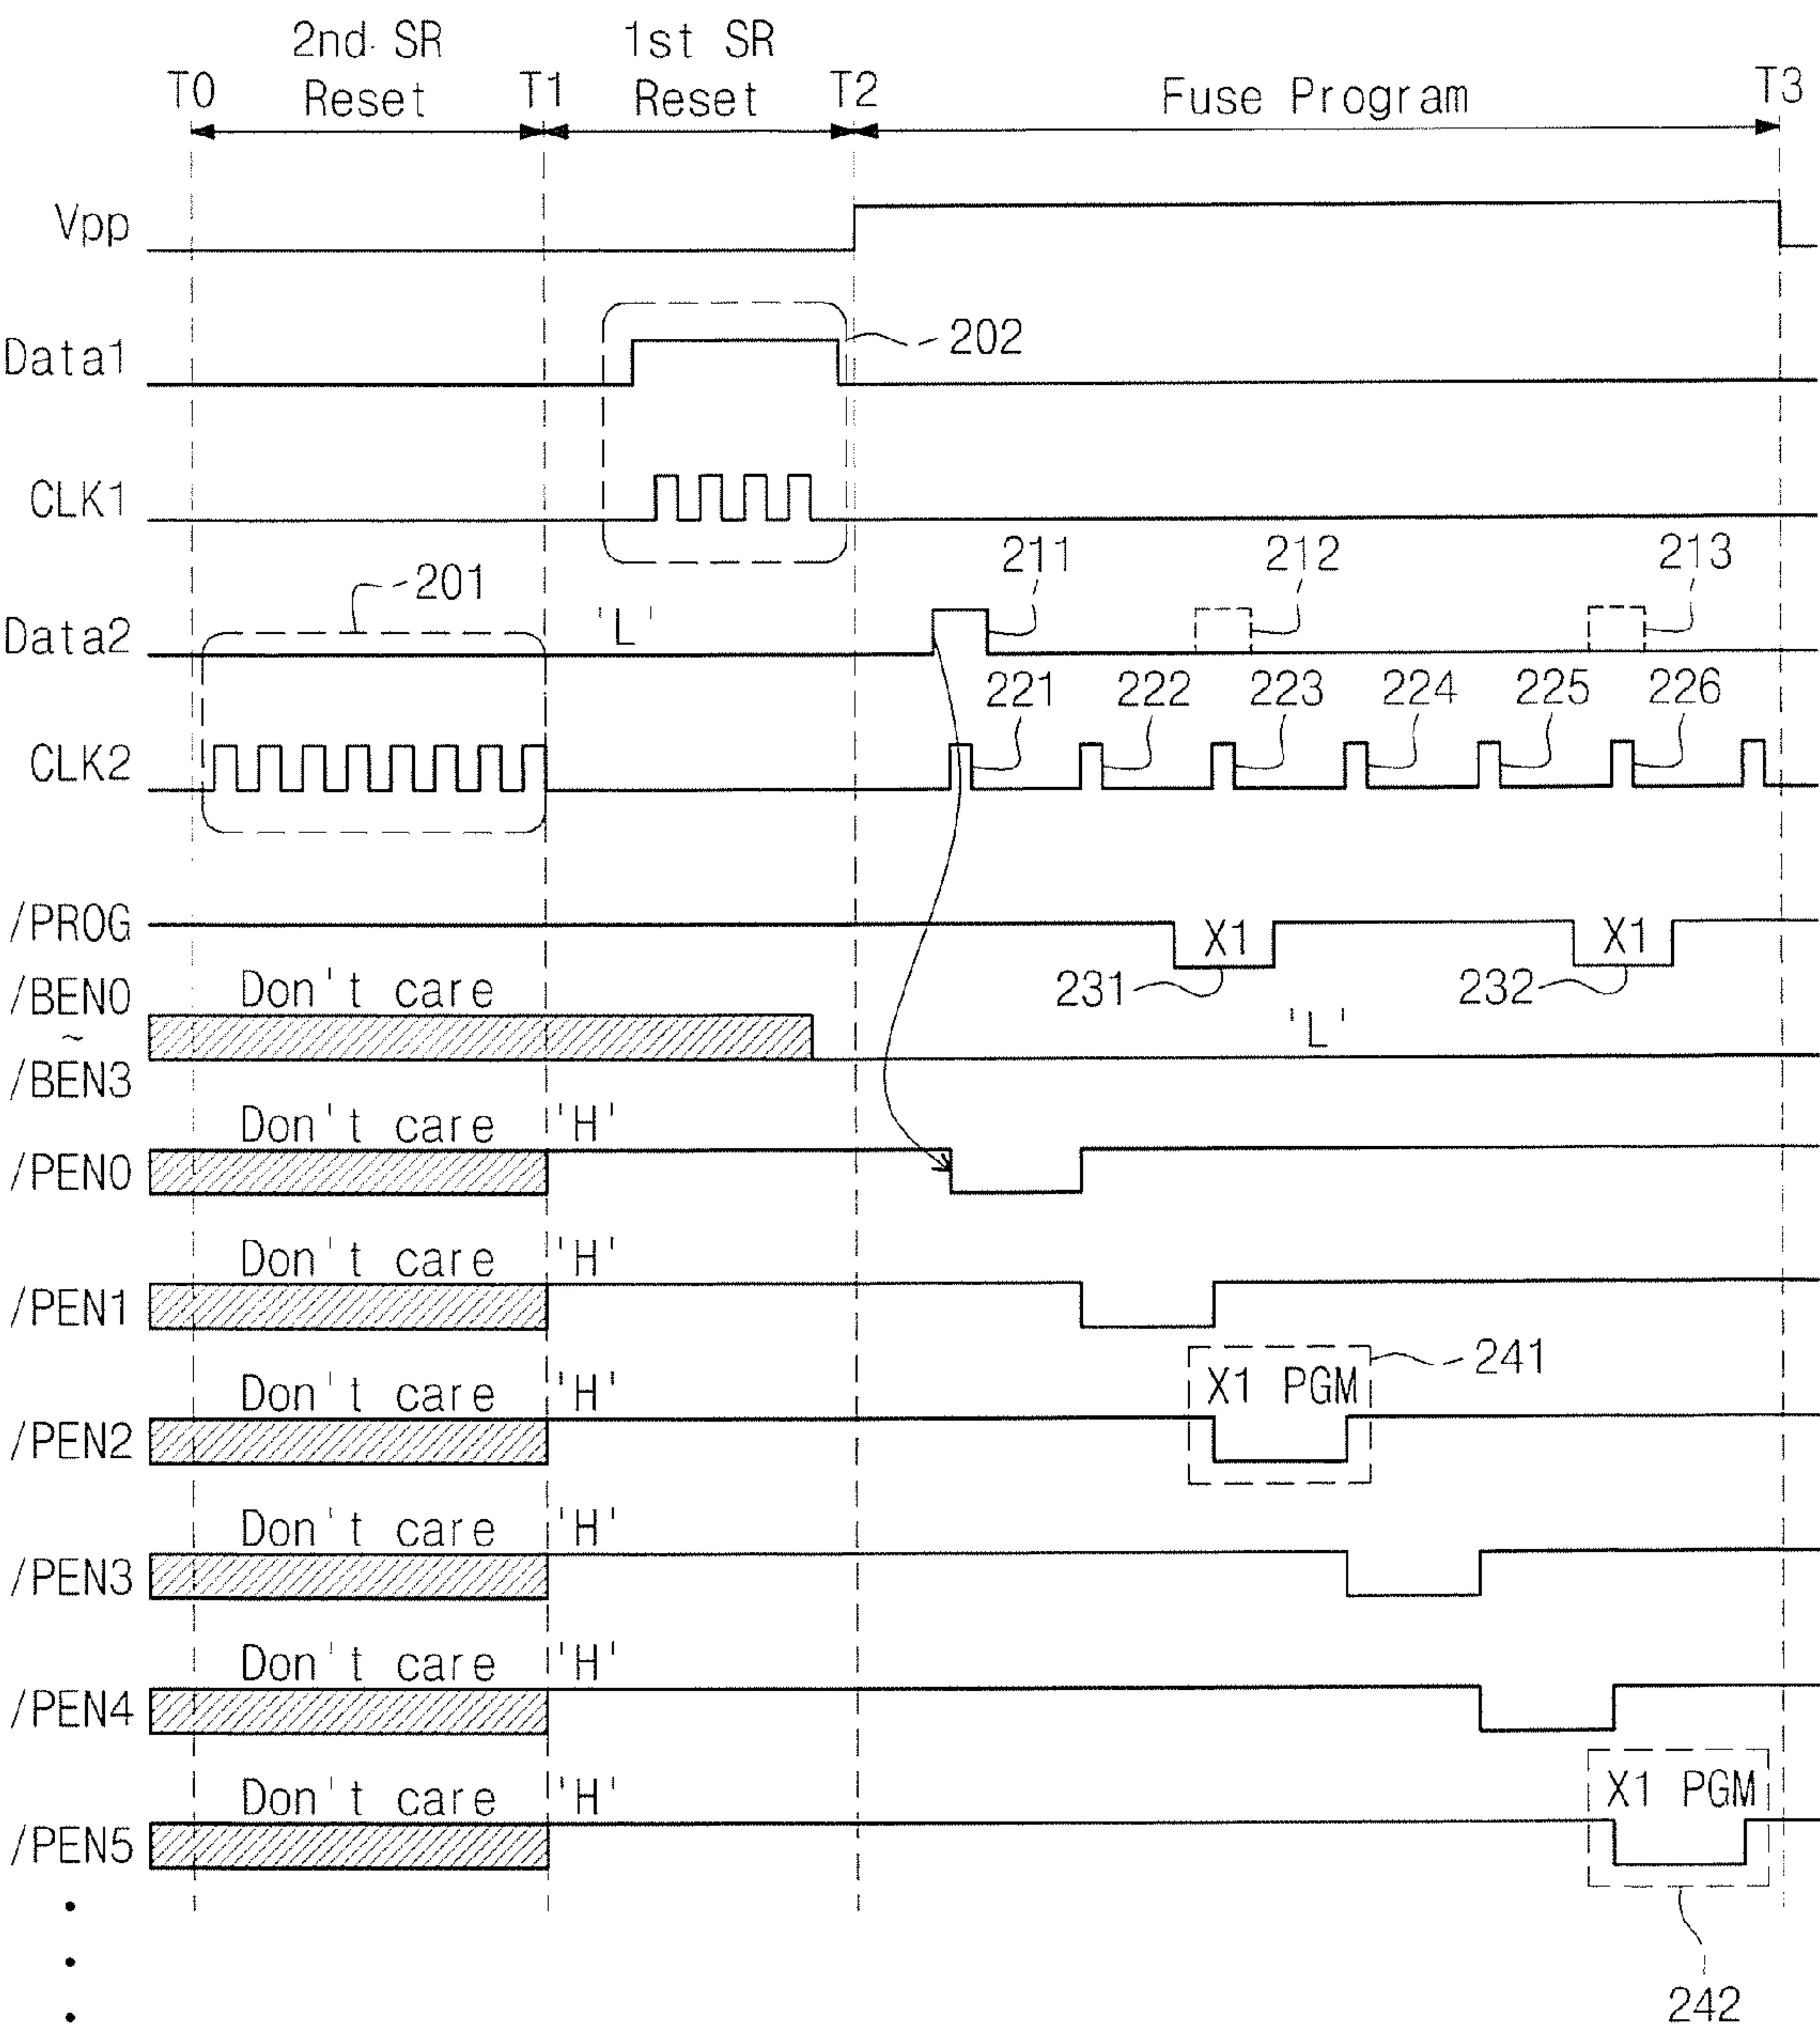 2nd SR 1st SR
T0 Reset T1 Reset T2 Fuse Program T3
Vpp
Data1 202
CLK1
211 212 213
201
Data2 'L'
221 222 223 224 225 226
CLK2
/PROG X1 X1
231 232
/BEN0 Don't care
~ 'L'
/BEN3
Don't care 'H'
/PEN0
Don't care 'H'
/PEN1
241
Don't care 'H' X1 PGM
/PEN2
Don't care 'H'
/PEN3
Don't care 'H'
/PEN4
Don't care 'H' X1 PGM
/PEN5
242